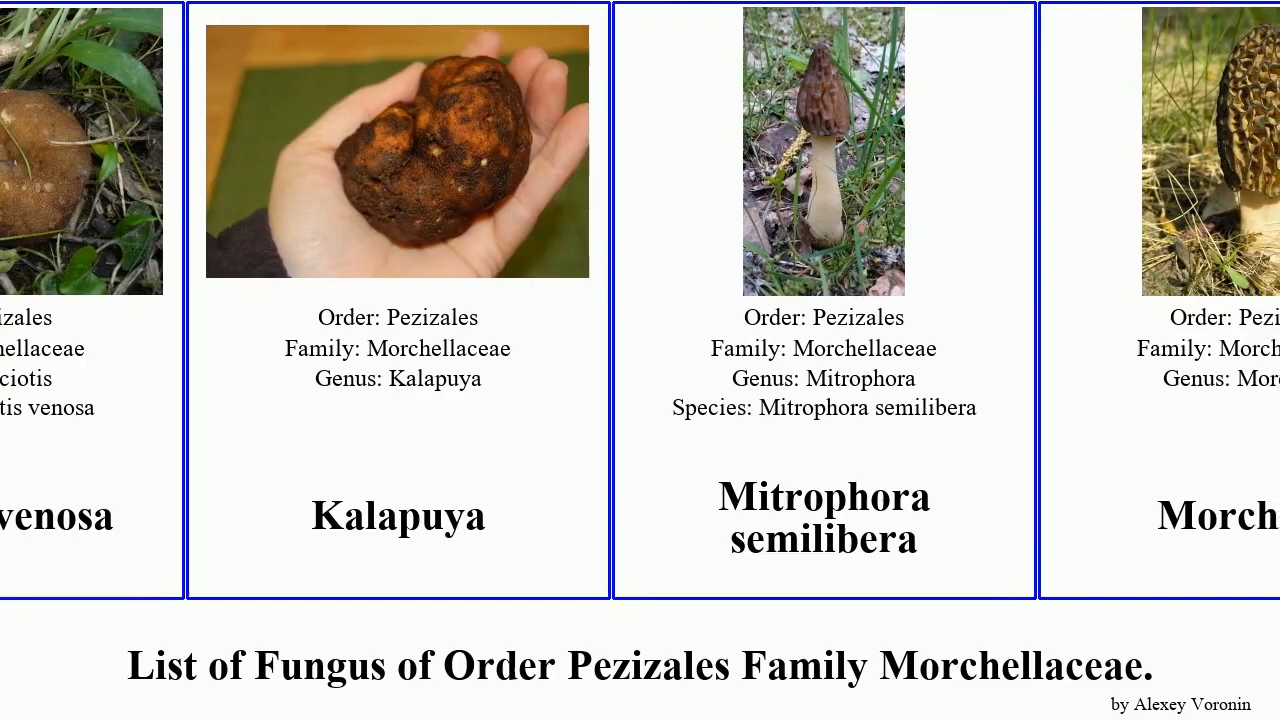 izales
hellaceae
ciotis
tis venosa
venosa
Order: Pezizales
Family: Morchellaceae
Genus: Kalapuya
Kalapuya
Order: Pezizales
Family: Morchellaceae
Genus: Mitrophora
Species: Mitrophora semilibera
Mitrophora
semilibera
Order: Pezi
Family: Morch
Genus: Mor
Morch
List of Fungus of Order Pezizales Family Morchellaceae.
by Alexey Voronin